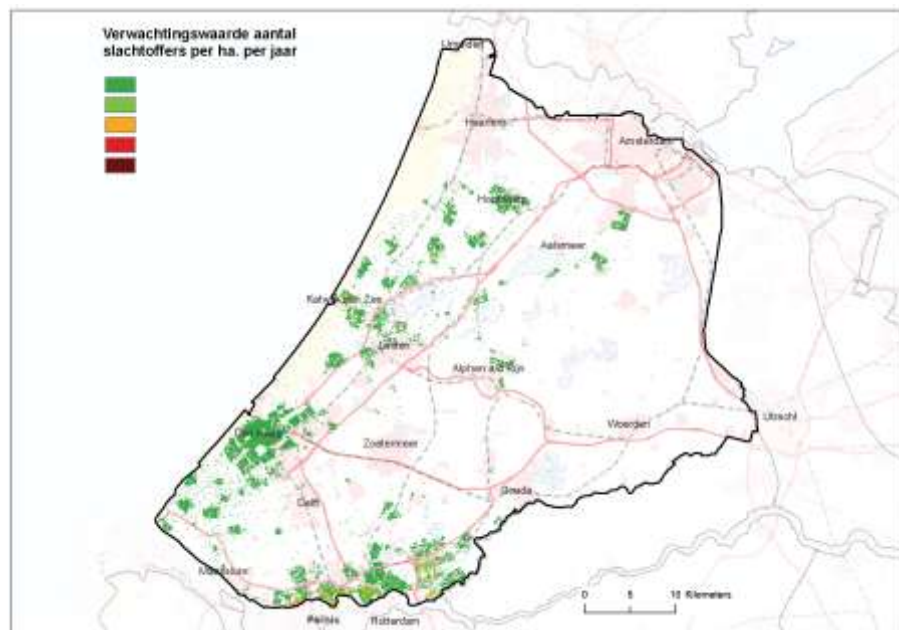 Verwachtingswaarde aantal
slachtoffers per ha. per jaar
Haarlem
Amsterdam
Hoofddorp
Aalsmeer
Katwijk aan Zee
Leiden
Alphen a/d Rijn
Den Haag
Zoetermeer
Woerden
Utrecht
Gouda
Delft
Maassluis
Pernis
Rotterdam
0 5 10 Kilometers